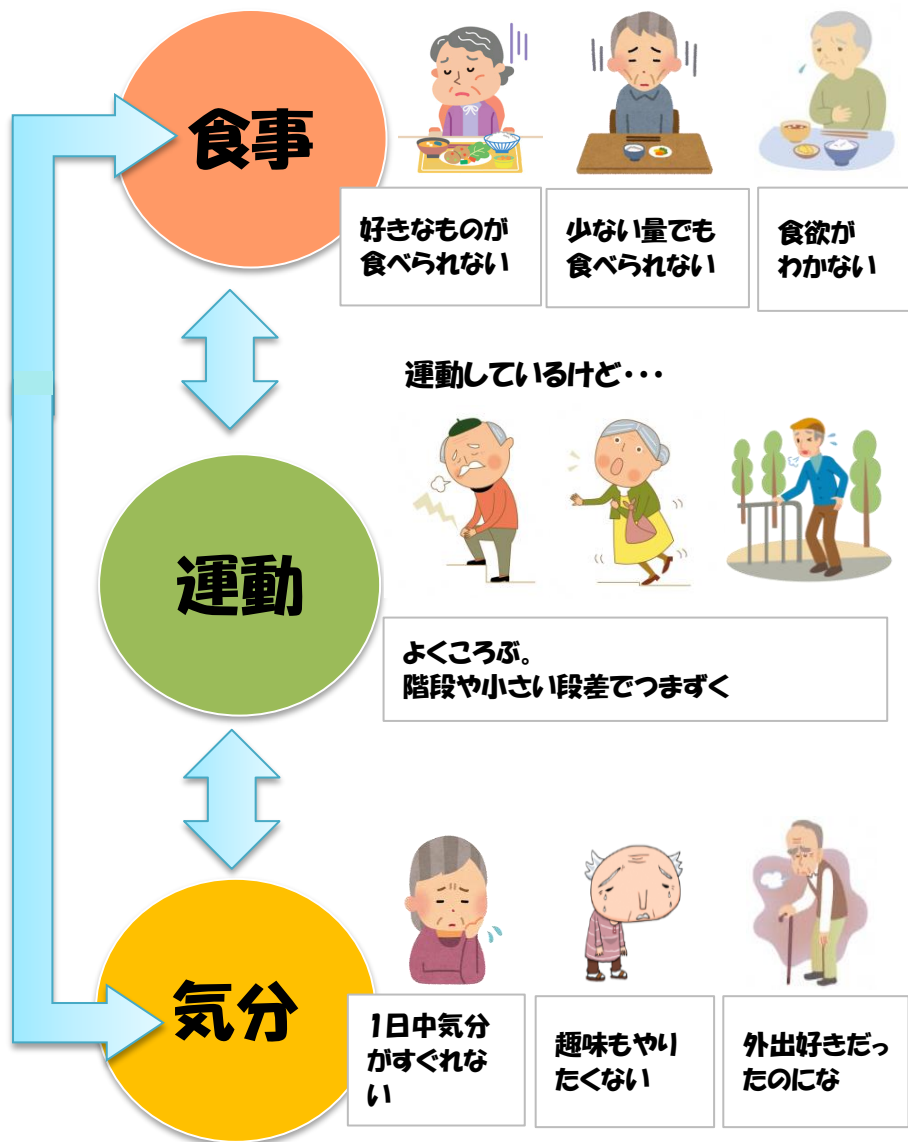 食事
好きなものが
食べられない
少ない量でも
食べられない
食欲が
わかない
運動しているけど・・・
運動
よくころぶ。
階段や小さい段差でつまずく
気分
1日中気分
がすぐれな
い
趣味もやり
たくない
外出好きだっ
たのにな